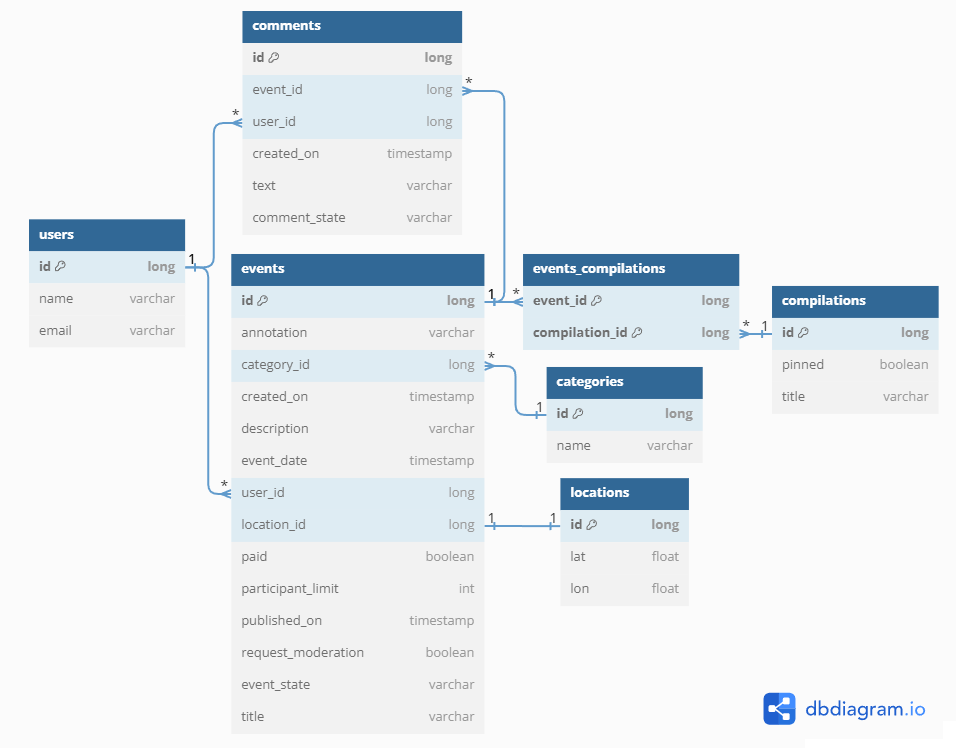 comments
id long
event_id long
user_id long
created_on timestamp
text varchar
comment_state varchar
*
*
users
id long
name varchar
email varchar
1
events
id long
annotation varchar
category_id long
created_on timestamp
description varchar
event_date timestamp
user_id long
location_id long
paid boolean
participant_limit int
published_on timestamp
request_moderation boolean
event_state varchar
title varchar
1 *
*
*
1 1
events_compilations
event_id long
compilation_id long
* 1
compilations
id long
pinned boolean
title varchar
1
categories
id long
name varchar
locations
id long
lat float
lon float
dbdiagram.io